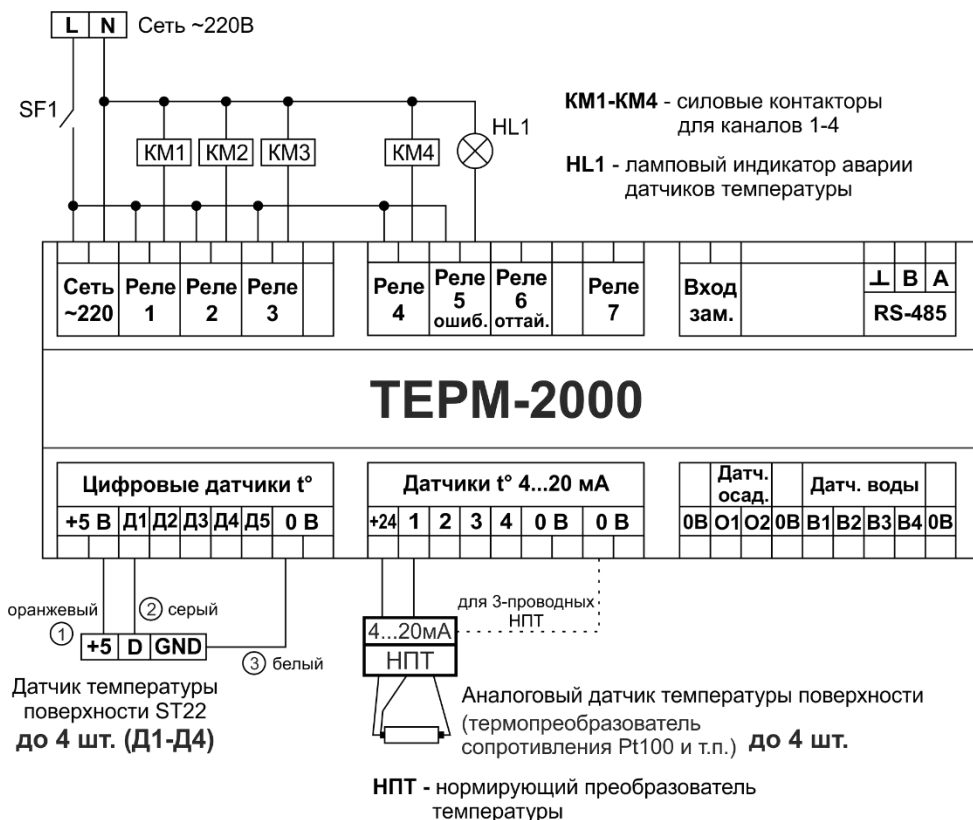 L N Сеть ~220В
SF1
КМ1 КМ2 КМ3 КМ4 HL1
КМ1-КМ4 - силовые контакторы
для каналов 1-4
HL1 - ламповый индикатор аварии
датчиков температуры
Сеть ~220
Реле 1
Реле 2
Реле 3
Реле 4
Реле 5 ошиб.
Реле 6 оттай.
Реле 7
Вход зам.
⊥ B A
RS-485
ТЕРМ-2000
Цифровые датчики t°
+5 В Д1 Д2 Д3 Д4 Д5 0 В
Датчики t° 4...20 мА
+24 1 2 3 4 0 В 0 В
Датч. осад.
Датч. воды
0В О1 О2 0В В1 В2 В3 В4 0В
оранжевый
1
2 серый
+5 D GND
3 белый
Датчик температуры
поверхности ST22
до 4 шт. (Д1-Д4)
для 3-проводных
НПТ
4...20мА
НПТ
Аналоговый датчик температуры поверхности
(термопреобразователь
сопротивления Pt100 и т.п.) до 4 шт.
НПТ - нормирующий преобразователь
температуры